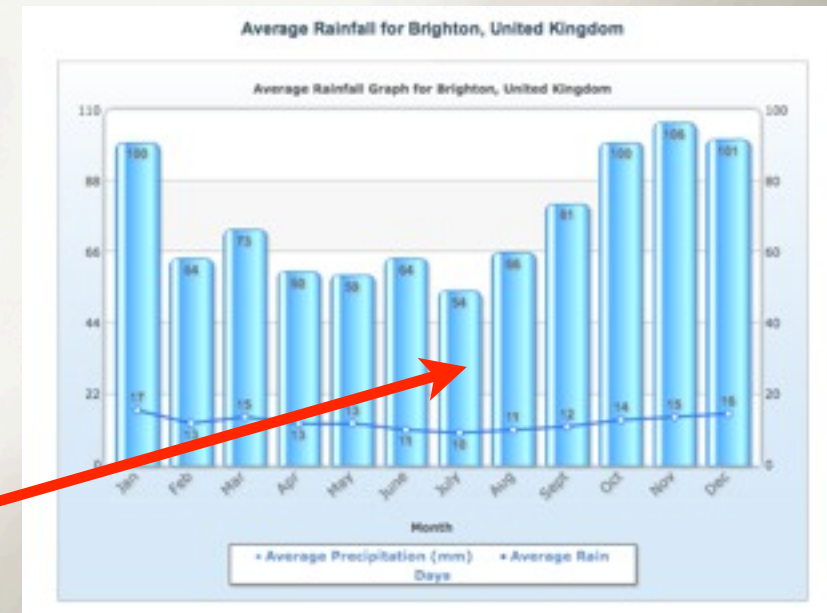 Average Rainfall for Brighton, United Kingdom
Average Rainfall Graph for Brighton, United Kingdom
110
100
100
64
73
60
59
64
54
66
81
100
106
101
88
80
66
60
44
40
22
20
17
13
15
13
13
11
10
11
12
14
15
16
0
0
Jan
Feb
Mar
Apr
May
June
July
Aug
Sept
Oct
Nov
Dec
Month
Average Precipitation (mm)
Average Rain
Days